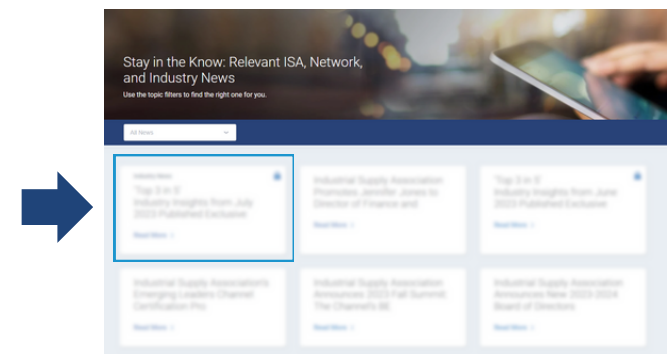 Stay in the Know: Relevant ISA, Network,
and Industry News
Use the topic filters to find the right one for you.
All News
Industry News
'Top 3 in 5'
Industry Insights from July
2023 Published Exclusive
Read More
Industrial Supply Association
Promotes Jennifer Jones to
Director of Finance and
Read More
'Top 3 in 5'
Industry Insights from June
2023 Published Exclusive
Read More
Industrial Supply Association's
Emerging Leaders Channel
Certification Pro
Read More
Industrial Supply Association
Announces 2023 Fall Summit:
The Channel's BE
Read More
Industrial Supply Association
Announces New 2023-2024
Board of Directors
Read More